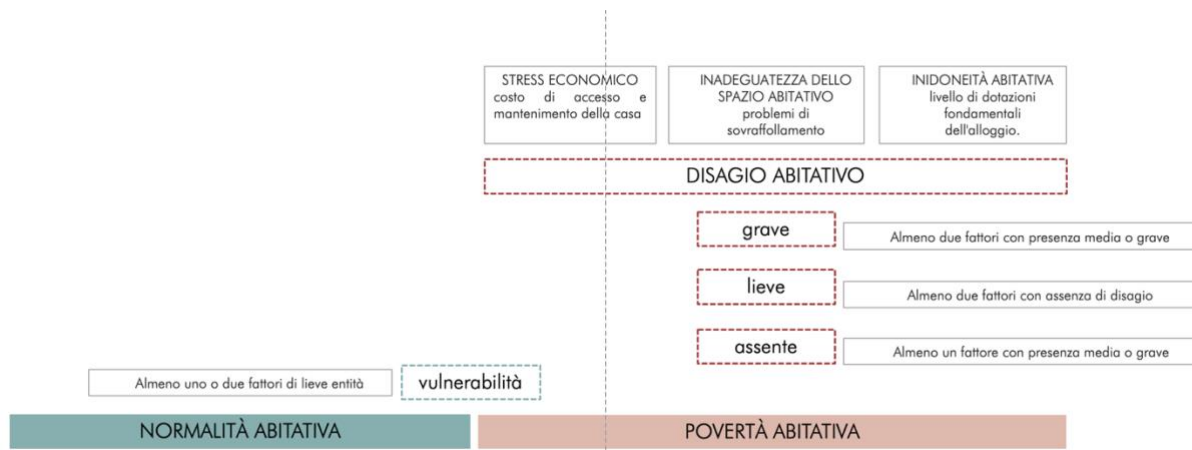 STRESS ECONOMICO
costo di accesso e
mantenimento della casa
INADEGUATEZZA DELLO
SPAZIO ABITATIVO
problemi di
sovraffollamento
INIDONEITÀ ABITATIVA
livello di dotazioni
fondamentali
dell'alloggio.
DISAGIO ABITATIVO
grave
Almeno due fattori con presenza media o grave
lieve
Almeno due fattori con assenza di disagio
assente
Almeno un fattore con presenza media o grave
Almeno uno o due fattori di lieve entità
vulnerabilità
NORMALITÀ ABITATIVA
POVERTÀ ABITATIVA